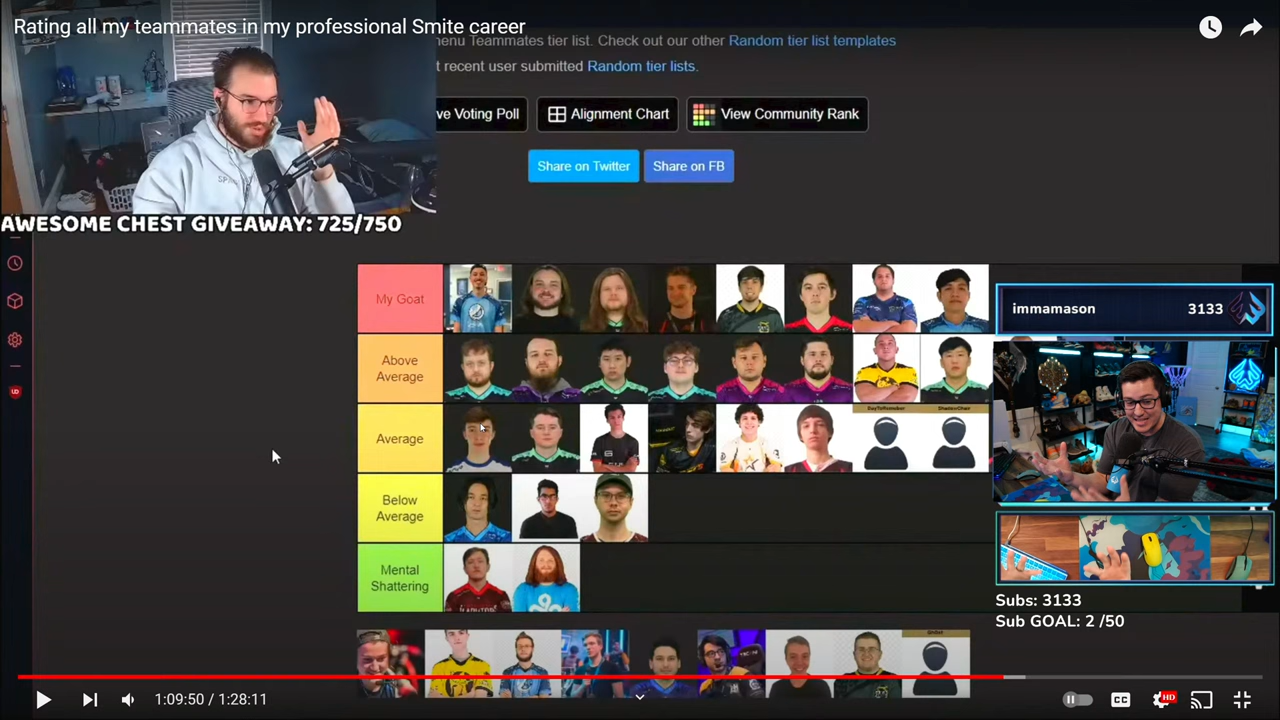 Rating all my teammates in my professional Smite career
enu Teammates tier list. Check out our other Random tier list templates
t recent user submitted Random tier lists.
ve Voting Poll
Alignment Chart
View Community Rank
Share on Twitter
Share on FB
AWESOME CHEST GIVEAWAY: 725/750
My Goat
immamason 3133
Above
Average
Average
Below
Average
Mental
Shattering
Subs: 3133
Sub GOAL: 2 /50
1:09:50 / 1:28:11
CC
HD